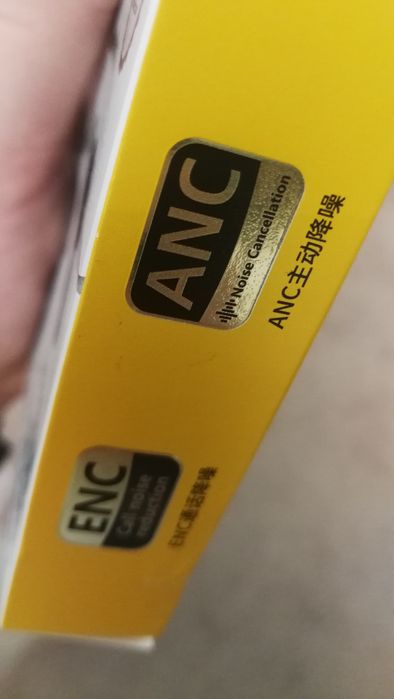 ANC
Noise Cancellation
ANC主动降噪
ENC
Call noise
reduction
ENC通话降噪